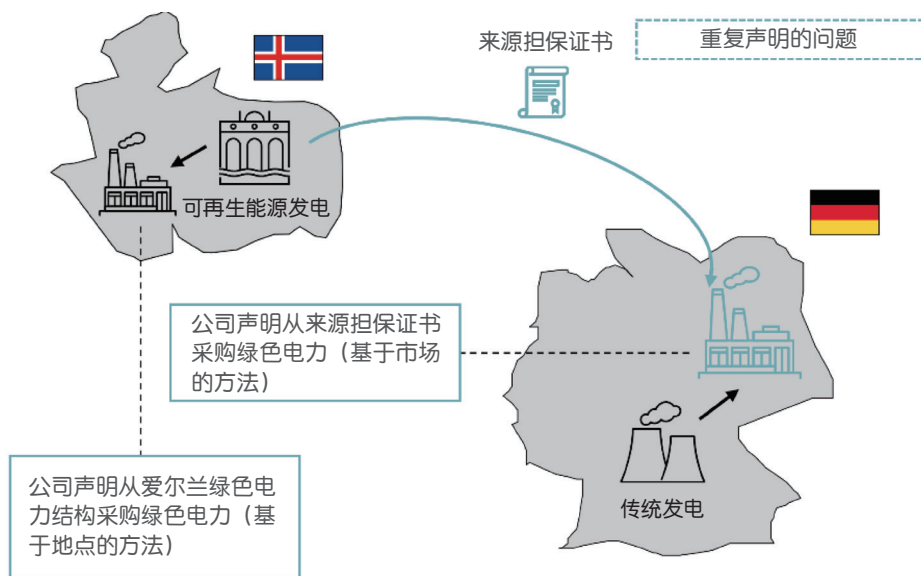 来源担保证书
重复声明的问题
可再生能源发电
公司声明从来源担保证书
采购绿色电力（基于市场
的方法）
公司声明从爱尔兰绿色电
力结构采购绿色电力（基
于地点的方法）
传统发电